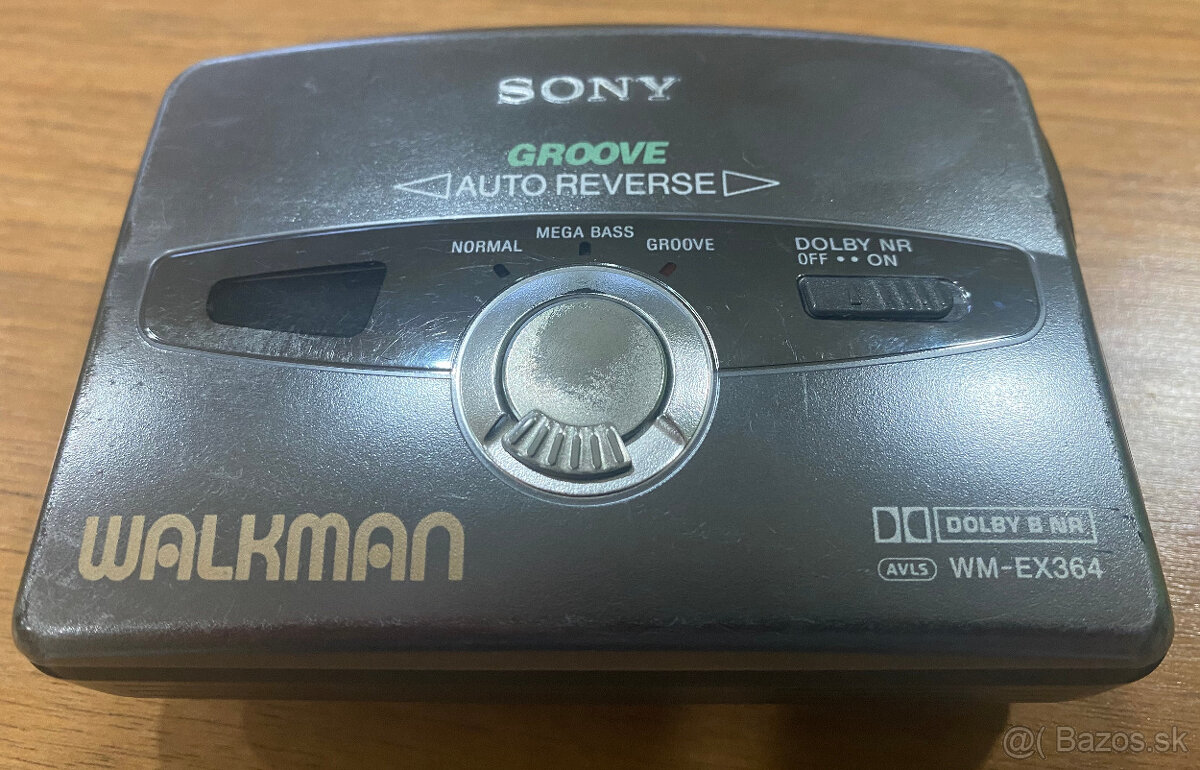 SONY
GROOVE
AUTO REVERSE
NORMAL MEGA BASS GROOVE
DOLBY NR
OFF •• ON
WALKMAN
DOLBY B NR
AVLS WM-EX364
@( Bazos.sk